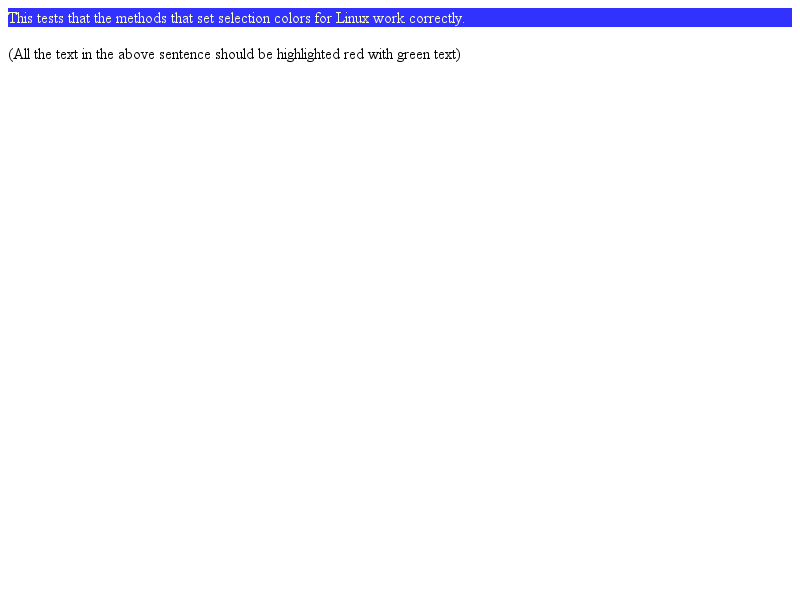 This tests that the methods that set selection colors for Linux work correctly.
(All the text in the above sentence should be highlighted red with green text)